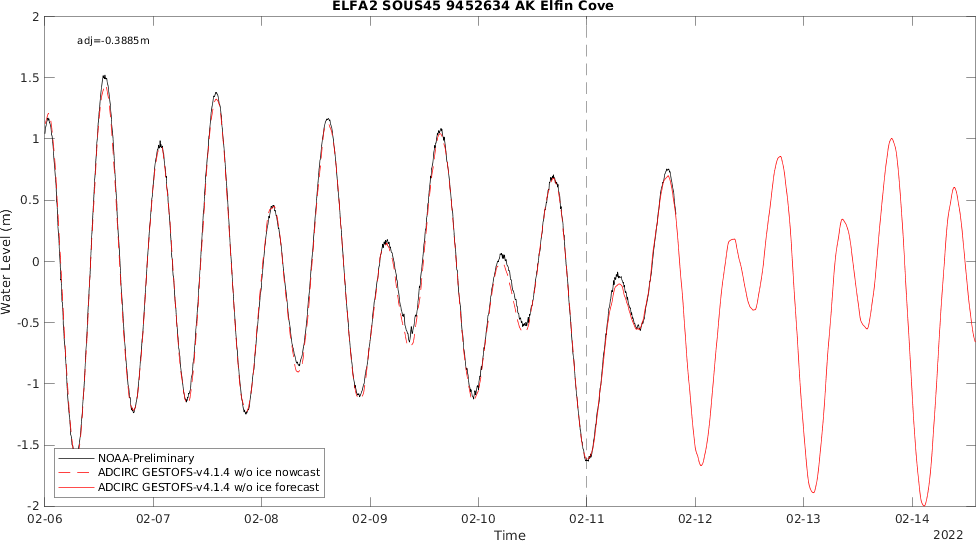 ELFA2 SOUS45 9452634 AK Elfin Cove
adj=-0.3885m
2
1.5
1
0.5
0
-0.5
-1
-1.5
-2
Water Level (m)
NOAA-Preliminary
ADCIRC GESTOFS-v4.1.4 w/o ice nowcast
ADCIRC GESTOFS-v4.1.4 w/o ice forecast
02-06 02-07 02-08 02-09 02-10 02-11 02-12 02-13 02-14
Time
2022